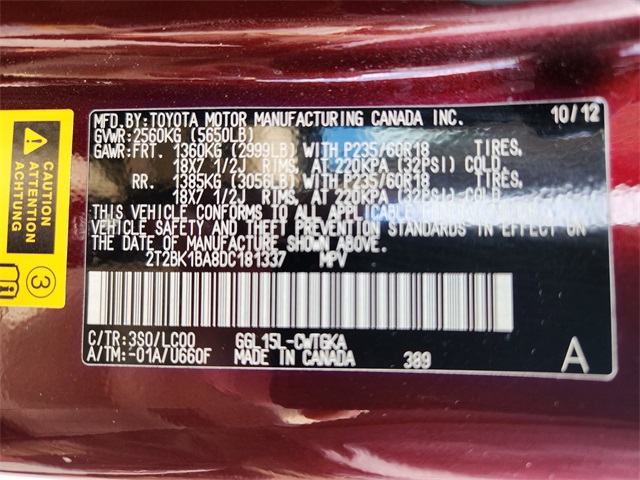 MFD.BY:TOYOTA MOTOR MANUFACTURING CANADA INC. 10/12
GVWR:2560KG (5650LB)
GAWR:FRT. 1360KG (2999LB) WITH P235/60R18 TIRES,
18X7 1/2J RIMS, AT 220KPA (32PSI) COLD.
RR. 1385KG (3056LB) WITH P235/60R18 TIRES,
18X7 1/2J RIMS, AT 220KPA (32PSI) COLD.
THIS VEHICLE CONFORMS TO ALL APPLICABLE
VEHICLE SAFETY AND THEFT PREVENTION STANDARDS IN EFFECT ON
THE DATE OF MANUFACTURE SHOWN ABOVE.
2T2BK1BA8DC181337 MPV
C/TR:3S0/LC00 GGL15L-CWTGKA
A/TM:-01A/U660F MADE IN CANADA 389
A
CAUTION
ATTENTION
ACHTUNG
3